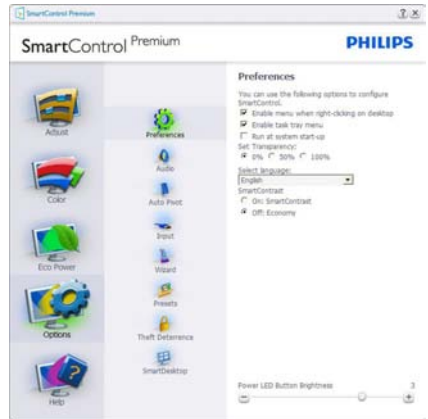 SmartControl Premium
SmartControl Premium
PHILIPS
Adjust
Color
Eco Power
Options
Help
Preferences
Audio
Auto Pivot
Input
Wizard
Presets
Theft Deterrence
SmartDesktop
Preferences
You can use the following options to configure
SmartControl.
Enable menu when right-clicking on desktop
Enable task tray menu
Run at system start-up
Set Transparency:
0% 50% 100%
Select language:
English
SmartContrast
On: SmartContrast
Off: Economy
Power LED Button Brightness 3